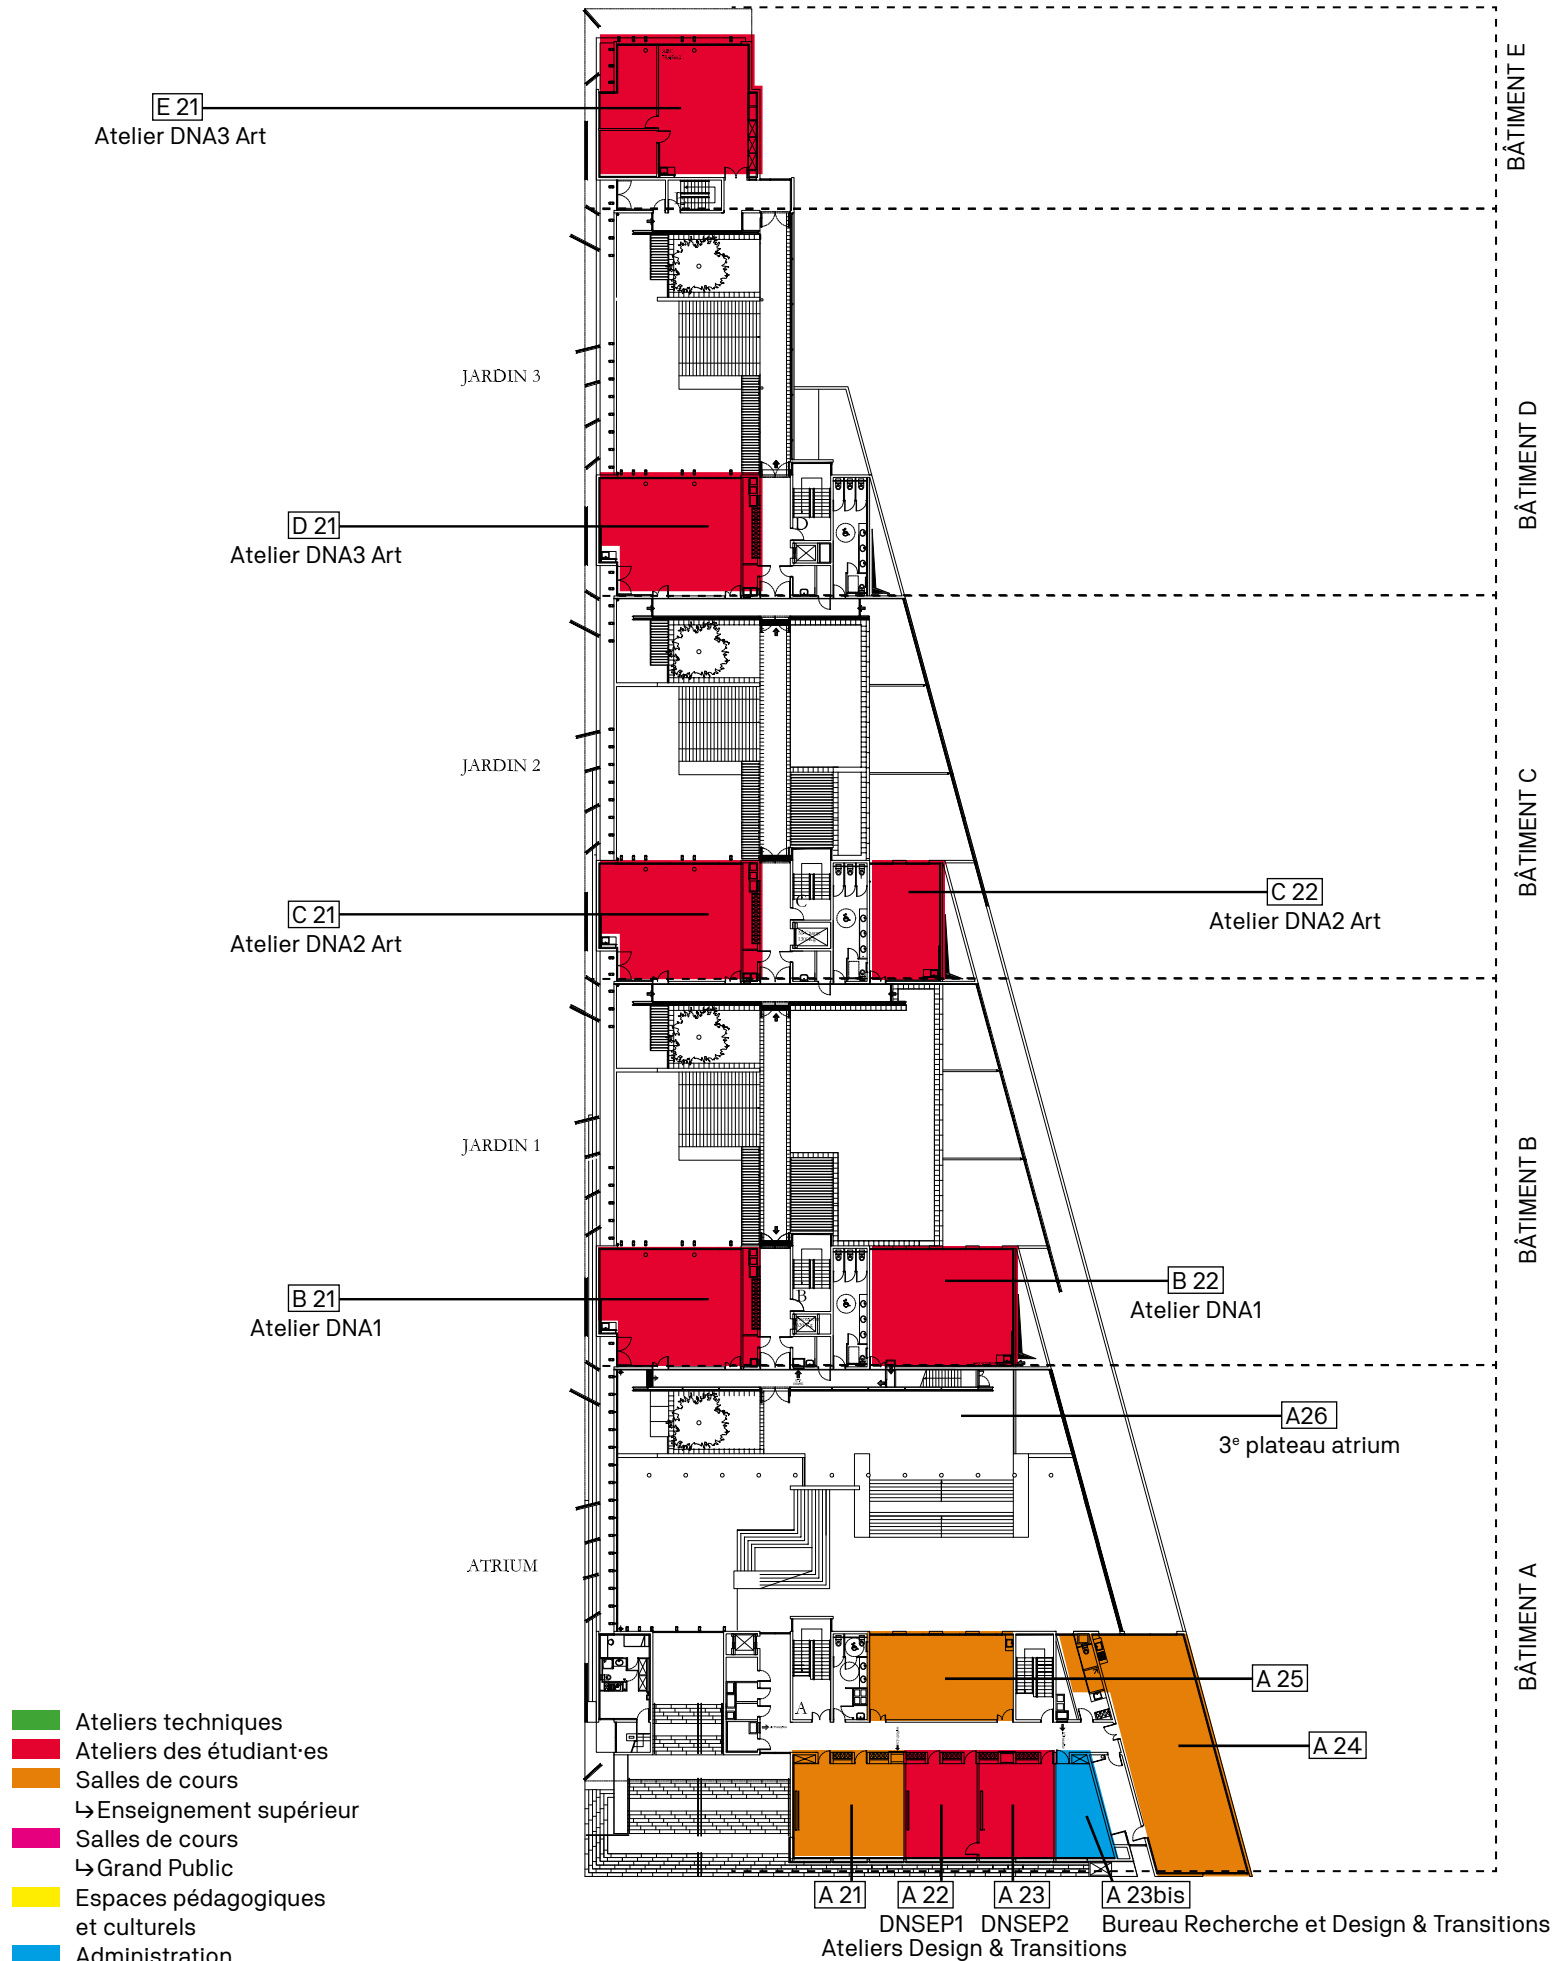 BÂTIMENT E
E 21
Atelier DNA3 Art
JARDIN 3
BÂTIMENT D
D 21
Atelier DNA3 Art
D
JARDIN 2
BÂTIMENT C
C 21
Atelier DNA2 Art
C
C 22
Atelier DNA2 Art
JARDIN 1
BÂTIMENT B
B 21
Atelier DNA1
B
B 22
Atelier DNA1
A26
3e plateau atrium
ATRIUM
BÂTIMENT A
A 25
A
A 24
A 21
A 22
A 23
A 23bis
DNSEP1
DNSEP2
Bureau Recherche et Design & Transitions
Ateliers Design & Transitions
Ateliers techniques
Ateliers des étudiant·es
Salles de cours
↳Enseignement supérieur
Salles de cours
↳Grand Public
Espaces pédagogiques
et culturels
Administration